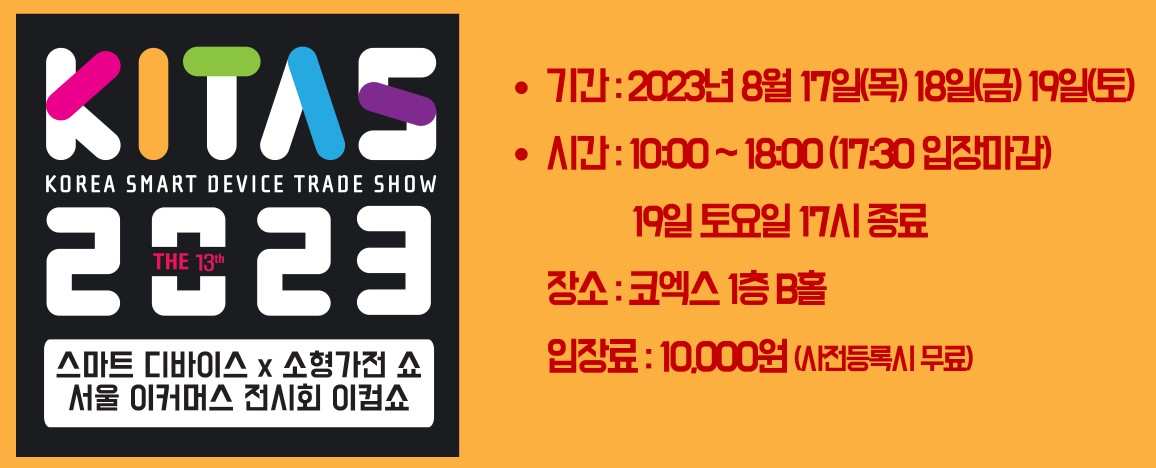 KITAS
KOREA SMART DEVICE TRADE SHOW
2023
THE 13th
스마트 디바이스 x 소형가전 쇼
서울 이커머스 전시회 이컴쇼
• 기간 : 2023년 8월 17일(목) 18일(금) 19일(토)
• 시간 : 10:00 ~ 18:00 (17:30 입장마감)
19일 토요일 17시 종료
장소 : 코엑스 1층 B홀
입장료 : 10,000원 (사전등록시 무료)